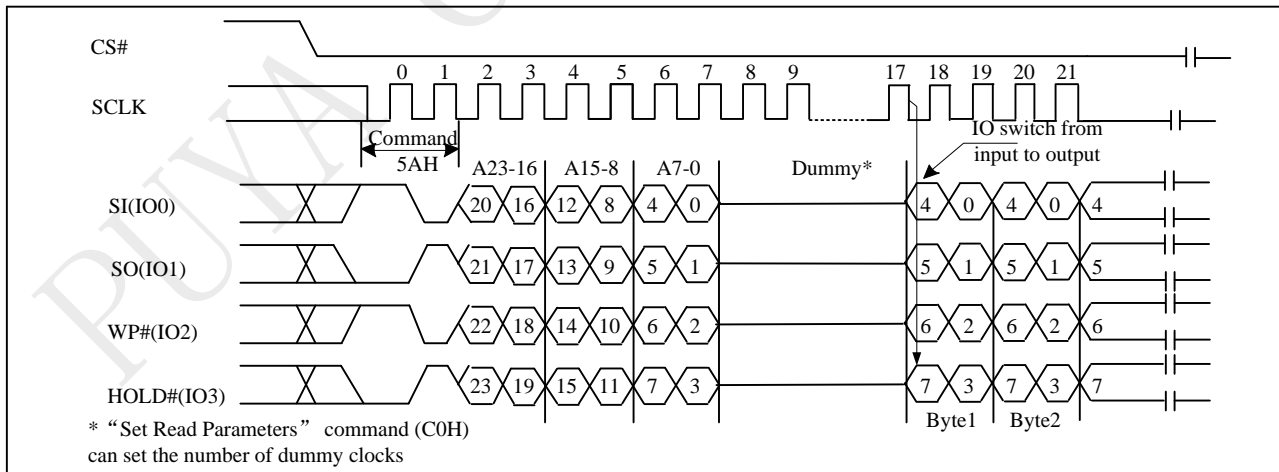 PUYA
CS#
0 1 2 3 4 5 6 7 8 9 17 18 19 20 21
SCLK
Command
5AH
IO switch from
input to output
A23-16 A15-8 A7-0 Dummy*
SI(IO0) 20 16 12 8 4 0 4 0 4 0 4
SO(IO1) 21 17 13 9 5 1 5 1 5 1 5
WP#(IO2) 22 18 14 10 6 2 6 2 6 2 6
HOLD#(IO3) 23 19 15 11 7 3 7 3 7 3 7
Byte1 Byte2
* “Set Read Parameters” command (C0H)
can set the number of dummy clocks